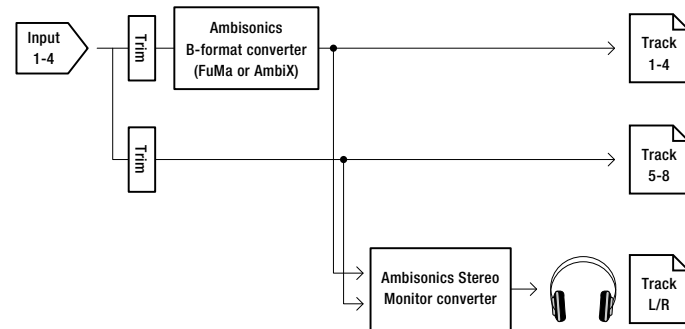 Input
1-4
Trim
Ambisonics
B-format converter
(FuMa or AmbiX)
Track
1-4
Trim
Track
5-8
Ambisonics Stereo
Monitor converter
Track
L/R